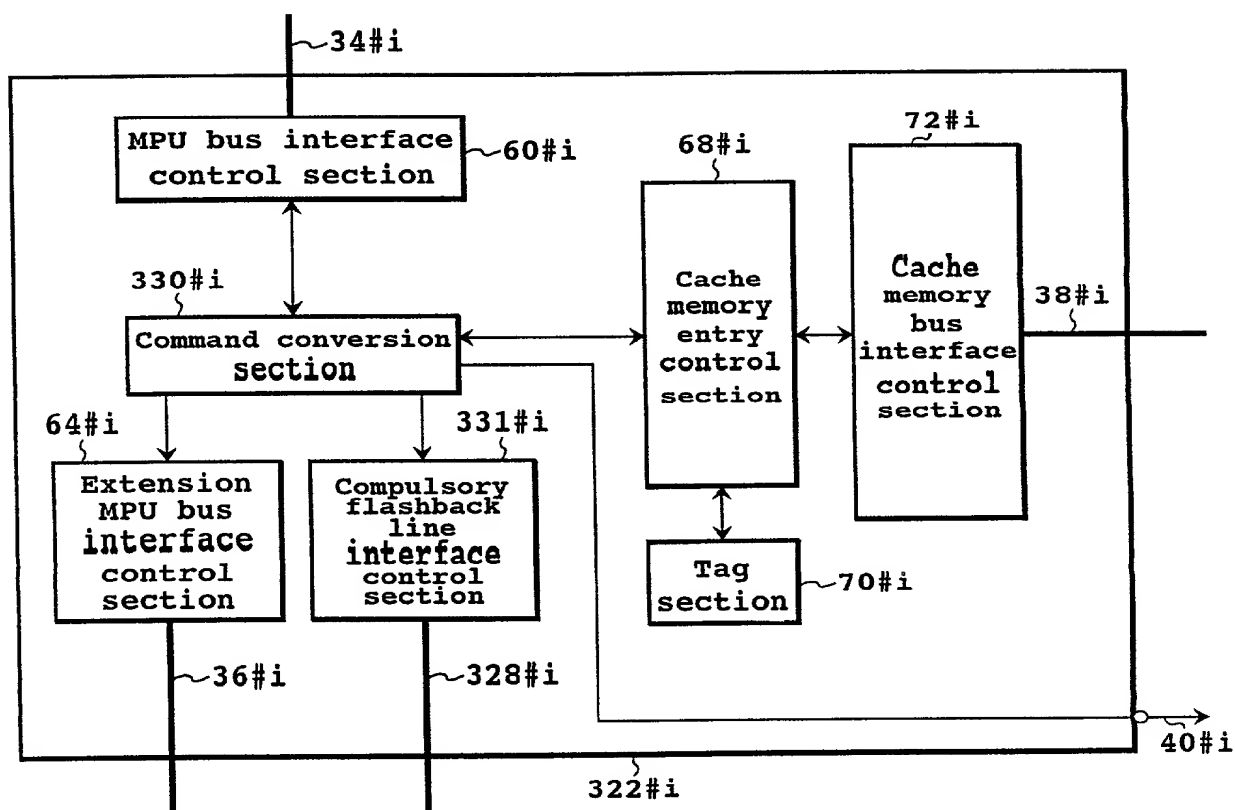 34#i
MPU bus interface
control section
60#i
68#i
72#i
330#i
Command conversion
section
Cache
memory
entry
control
section
Cache
memory
bus
interface
control
section
38#i
64#i
331#i
Extension
MPU bus
interface
control
section
Compulsory
flashback
line
interface
control
section
Tag
section
70#i
36#i
328#i
40#i
322#i